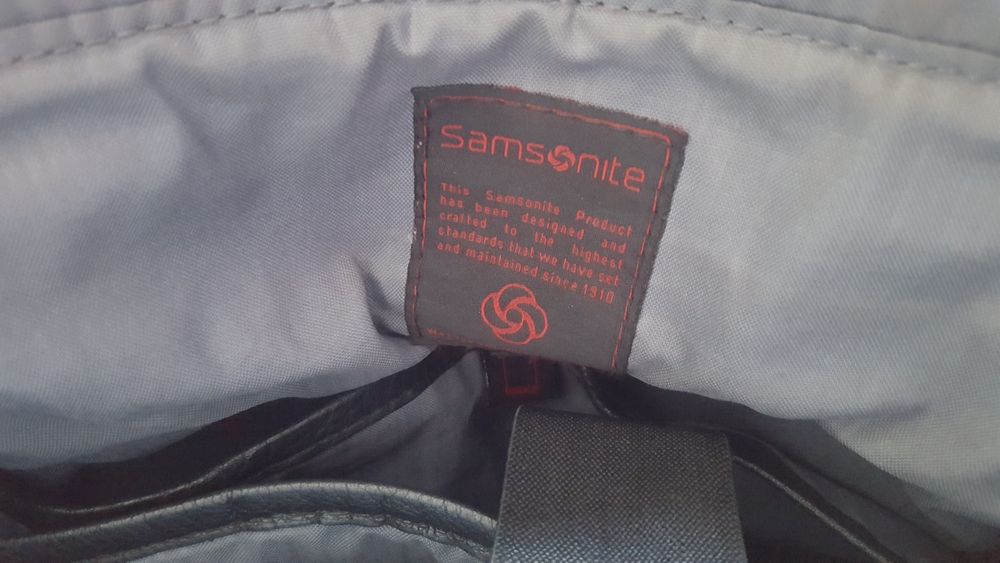 Samsonite
This Samsonite Product
has been designed and
crafted to the highest
standards that we have set
and maintained since 1910